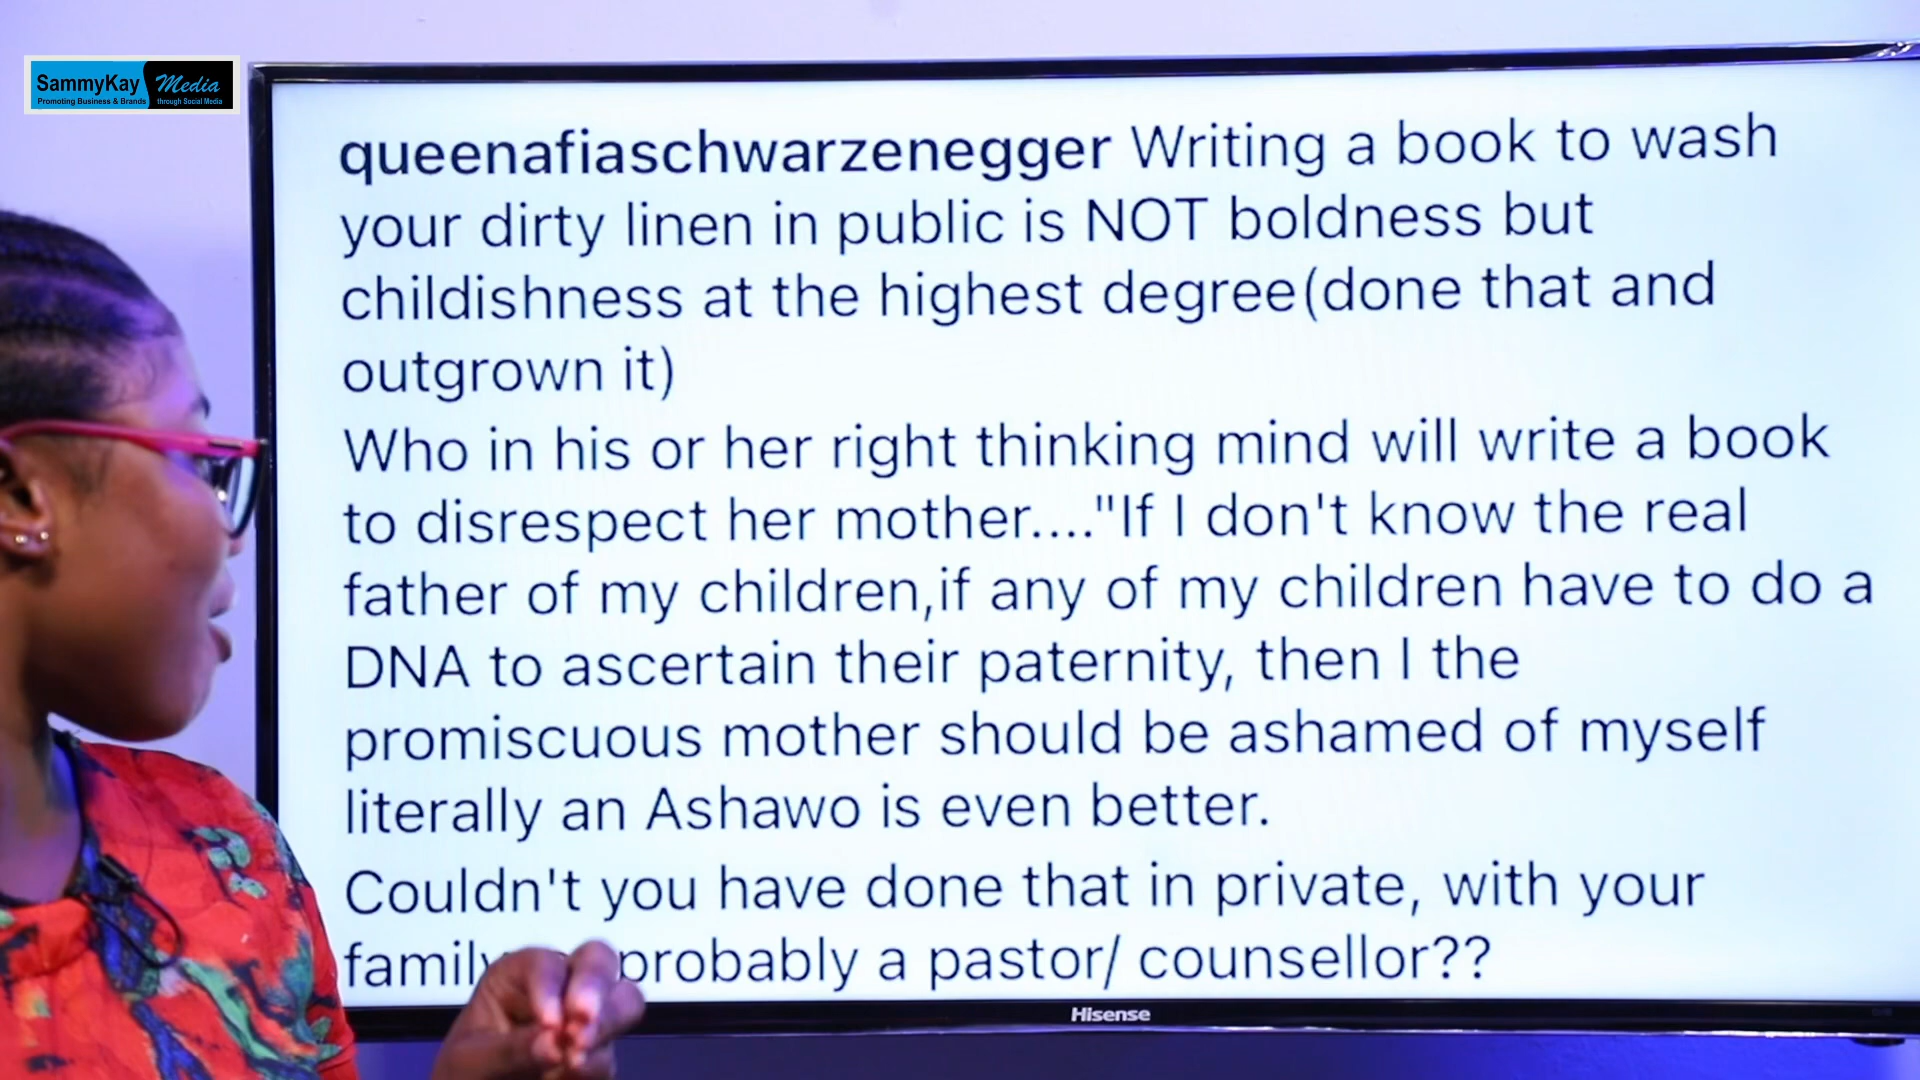 SammyKay Media
Promoting Business & Brands through Social Media
queenafiaschwarzenegger Writing a book to wash
your dirty linen in public is NOT boldness but
childishness at the highest degree(done that and
outgrown it)
Who in his or her right thinking mind will write a book
to disrespect her mother...."If I don't know the real
father of my children,if any of my children have to do a
DNA to ascertain their paternity, then I the
promiscuous mother should be ashamed of myself
literally an Ashawo is even better.
Couldn't you have done that in private, with your
probably a pastor/ counsellor??
Hisense